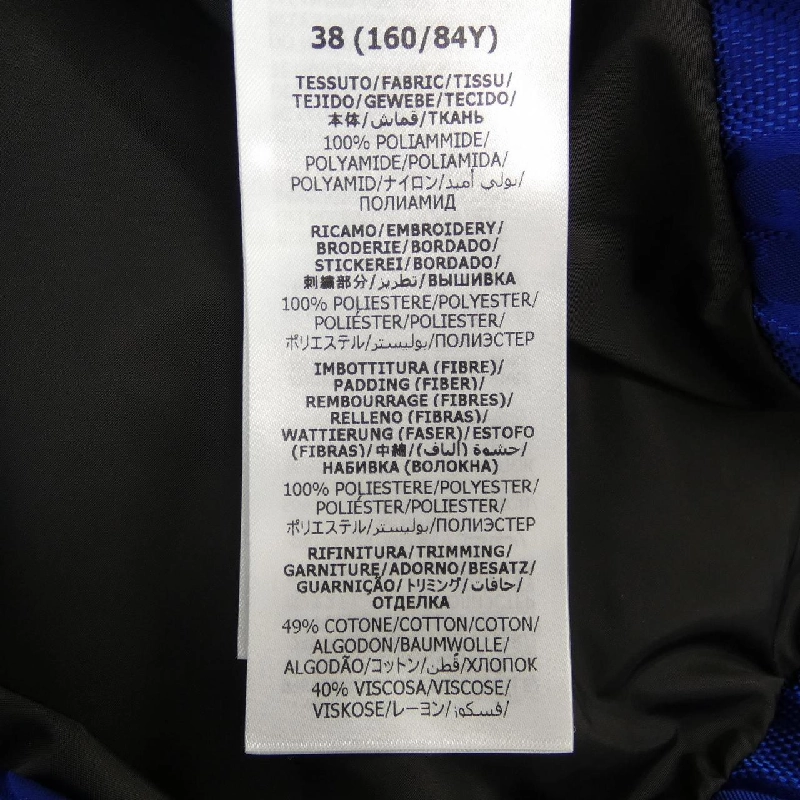 38 (160/84Y)
TESSUTO/FABRIC/TISSU/
TEJIDO/GEWEBE/TECIDO/
本体/قماش/ТКАНЬ
100% POLIAMMIDE/
POLYAMIDE/POLIAMIDA/
POLYAMID/ナイロン/بولي أميد/
ПОЛИАМИД
RICAMO/EMBROIDERY/
BRODERIE/BORDADO/
STICKEREI/BORDADO/
刺繍部分/تطريز/ВЫШИВКА
100% POLIESTERE/POLYESTER/
POLIÉSTER/POLIESTER/
ポリエステル/بوليستر/ПОЛИЭСТЕР
IMBOTTITURA (FIBRE)/
PADDING (FIBER)/
REMBOURRAGE (FIBRES)/
RELLENO (FIBRAS)/
WATTIERUNG (FASER)/ESTOFO
(FIBRAS)/中綿/حشوة (ألياف)/
НАБИВКА (ВОЛОКНА)
100% POLIESTERE/POLYESTER/
POLIÉSTER/POLIESTER/
ポリエステル/بوليستر/ПОЛИЭСТЕР
RIFINITURA/TRIMMING/
GARNITURE/ADORNO/BESATZ/
GUARNIÇÃO/トリミング/حافات/
ОТДЕЛКА
49% COTONE/COTTON/COTON/
ALGODON/BAUMWOLLE/
ALGODÃO/コットン/قطن/ХЛОПОК
40% VISCOSA/VISCOSE/
VISKOSE/レーヨン/فسكوز/